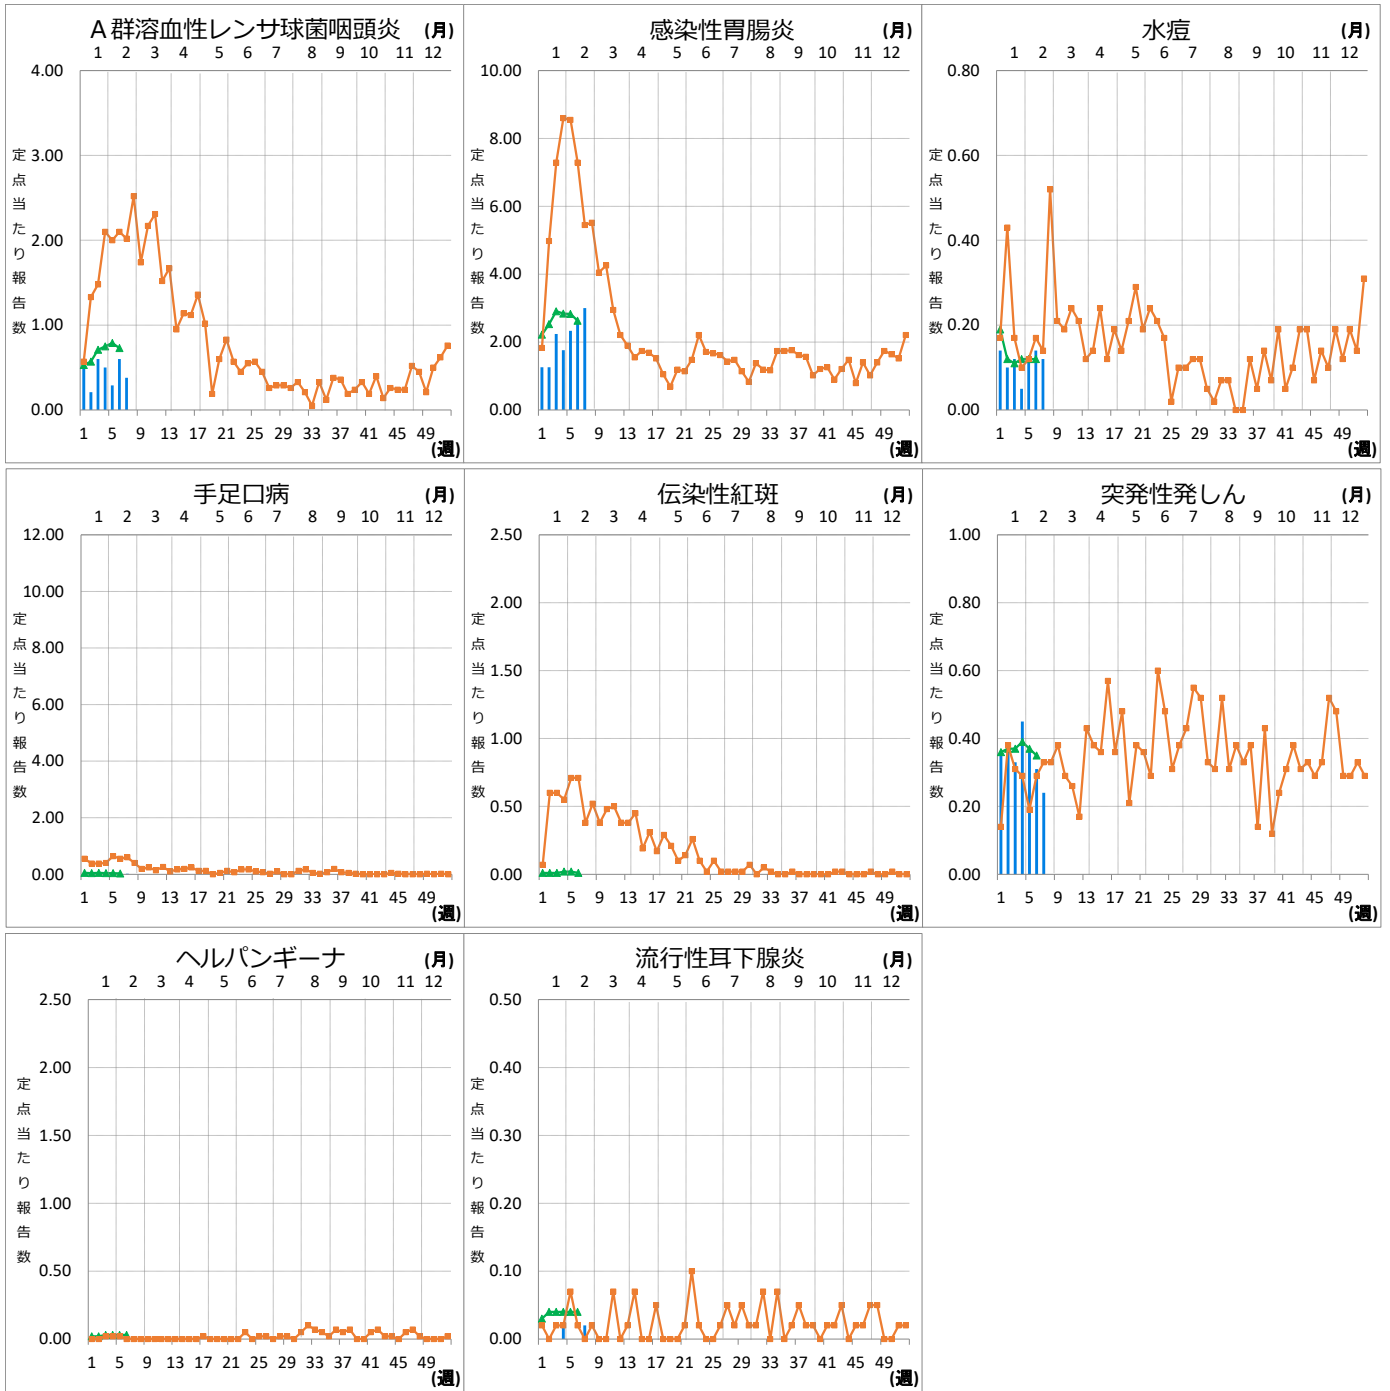 A群溶血性レンサ球菌咽頭炎 (月)
1 2 3 4 5 6 7 8 9 10 11 12
4.00
3.00
2.00
1.00
0.00
定点当たり報告数
1 5 9 13 17 21 25 29 33 37 41 45 49
(週)
感染性胃腸炎 (月)
1 2 3 4 5 6 7 8 9 10 11 12
10.00
8.00
6.00
4.00
2.00
0.00
定点当たり報告数
1 5 9 13 17 21 25 29 33 37 41 45 49
(週)
水痘 (月)
1 2 3 4 5 6 7 8 9 10 11 12
0.80
0.60
0.40
0.20
0.00
定点当たり報告数
1 5 9 13 17 21 25 29 33 37 41 45 49
(週)
手足口病 (月)
1 2 3 4 5 6 7 8 9 10 11 12
12.00
10.00
8.00
6.00
4.00
2.00
0.00
定点当たり報告数
1 5 9 13 17 21 25 29 33 37 41 45 49
(週)
伝染性紅斑 (月)
1 2 3 4 5 6 7 8 9 10 11 12
2.50
2.00
1.50
1.00
0.50
0.00
定点当たり報告数
1 5 9 13 17 21 25 29 33 37 41 45 49
(週)
突発性発しん (月)
1 2 3 4 5 6 7 8 9 10 11 12
1.00
0.80
0.60
0.40
0.20
0.00
定点当たり報告数
1 5 9 13 17 21 25 29 33 37 41 45 49
(週)
ヘルパンギーナ (月)
1 2 3 4 5 6 7 8 9 10 11 12
2.50
2.00
1.50
1.00
0.50
0.00
定点当たり報告数
1 5 9 13 17 21 25 29 33 37 41 45 49
(週)
流行性耳下腺炎 (月)
1 2 3 4 5 6 7 8 9 10 11 12
0.50
0.40
0.30
0.20
0.10
0.00
定点当たり報告数
1 5 9 13 17 21 25 29 33 37 41 45 49
(週)